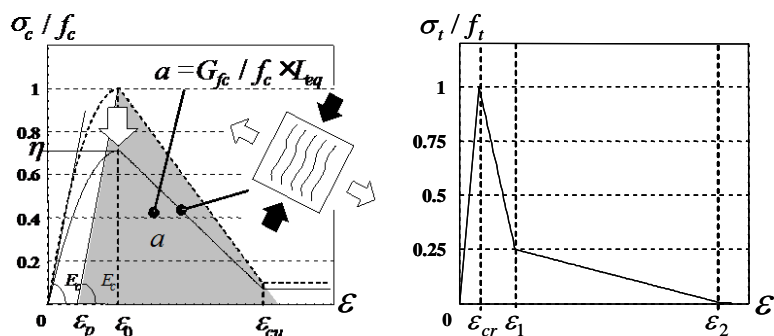 σc / fc
a = Gfc / fc × Leq
1
0.8
η
0.6
0.4
0.2
0
a
Ec
Ec
εp
ε0
εcu
ε
σt / ft
1
0.75
0.5
0.25
0
εcr
ε1
ε2
ε